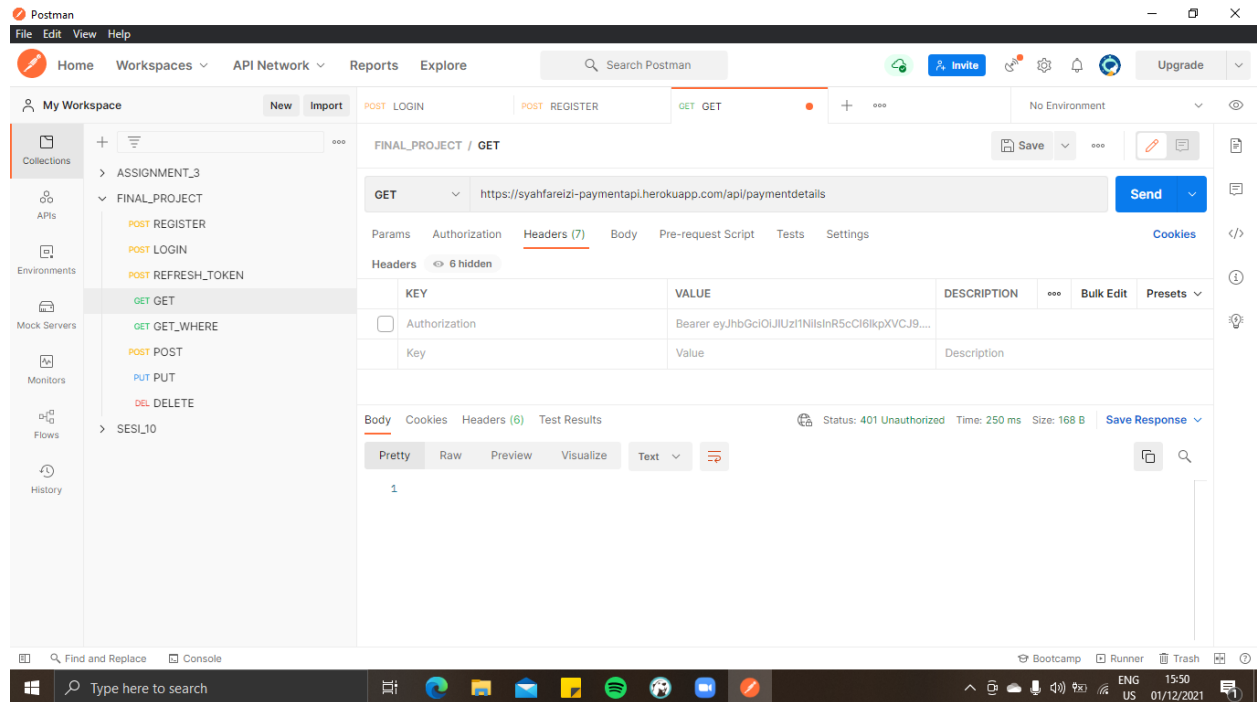 Postman
File Edit View Help
Home Workspaces API Network Reports Explore Search Postman Invite Upgrade
My Workspace New Import POST LOGIN POST REGISTER GET GET No Environment
Collections
APIs
Environments
Mock Servers
Monitors
Flows
History
ASSIGNMENT_3
FINAL_PROJECT
POST REGISTER
POST LOGIN
POST REFRESH_TOKEN
GET GET
GET GET_WHERE
POST POST
PUT PUT
DEL DELETE
SESI_10
FINAL_PROJECT / GET Save
GET https://syahfareizi-paymentapi.herokuapp.com/api/paymentdetails Send
Params Authorization Headers (7) Body Pre-request Script Tests Settings Cookies
Headers 6 hidden
KEY VALUE DESCRIPTION Bulk Edit Presets
Authorization Bearer eyJhbGciOiJIUzI1NiIsInR5cCI6IkpXVCJ9....
Key Value Description
Body Cookies Headers (6) Test Results Status: 401 Unauthorized Time: 250 ms Size: 168 B Save Response
Pretty Raw Preview Visualize Text
1
Find and Replace Console Bootcamp Runner Trash
Type here to search ENG 15:50
US 01/12/2021